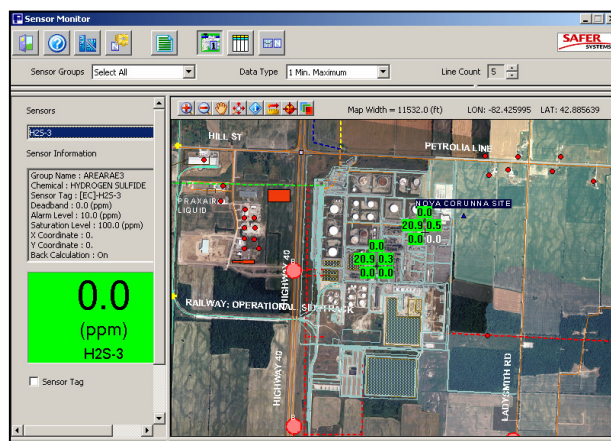 Sensor Monitor
SAFER
SYSTEMS
Sensor Groups Select All Data Type 1 Min. Maximum Line Count 5
Sensors
H2S-3
Sensor Information
Group Name : AREARAE3
Chemical : HYDROGEN SULFIDE
Sensor Tag : [EC]-H2S-3
Deadband : 0.0 (ppm)
Alarm Level : 10.0 (ppm)
Saturation Level : 100.0 (ppm)
X Coordinate : 0.
Y Coordinate : 0.
Back Calculation : On
0.0
(ppm)
H2S-3
Sensor Tag
Map Width = 11532.0 (ft) LON: -82.425995 LAT: 42.885639
HILL ST
PETROLIA LINE
PRAXAIR
LIQUID
NOVA CORUNNA SITE
0.0
20.9 0.5
0.0 0.0
0.0
20.9 0.3
0.0 0.0
HIGHWAY 40
RAILWAY: OPERATIONAL SIDETRACK
HIGHWAY 40
LADYSMITH RD